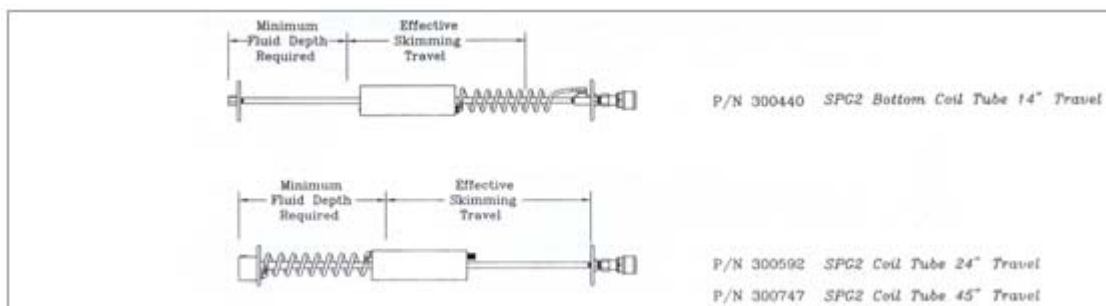 Minimum
Fluid Depth
Required
Effective
Skimming
Travel
P/N 300440 SPG2 Bottom Coil Tube 14" Travel
Minimum
Fluid Depth
Required
Effective
Skimming
Travel
P/N 300592 SPG2 Coil Tube 24" Travel
P/N 300747 SPG2 Coil Tube 45" Travel